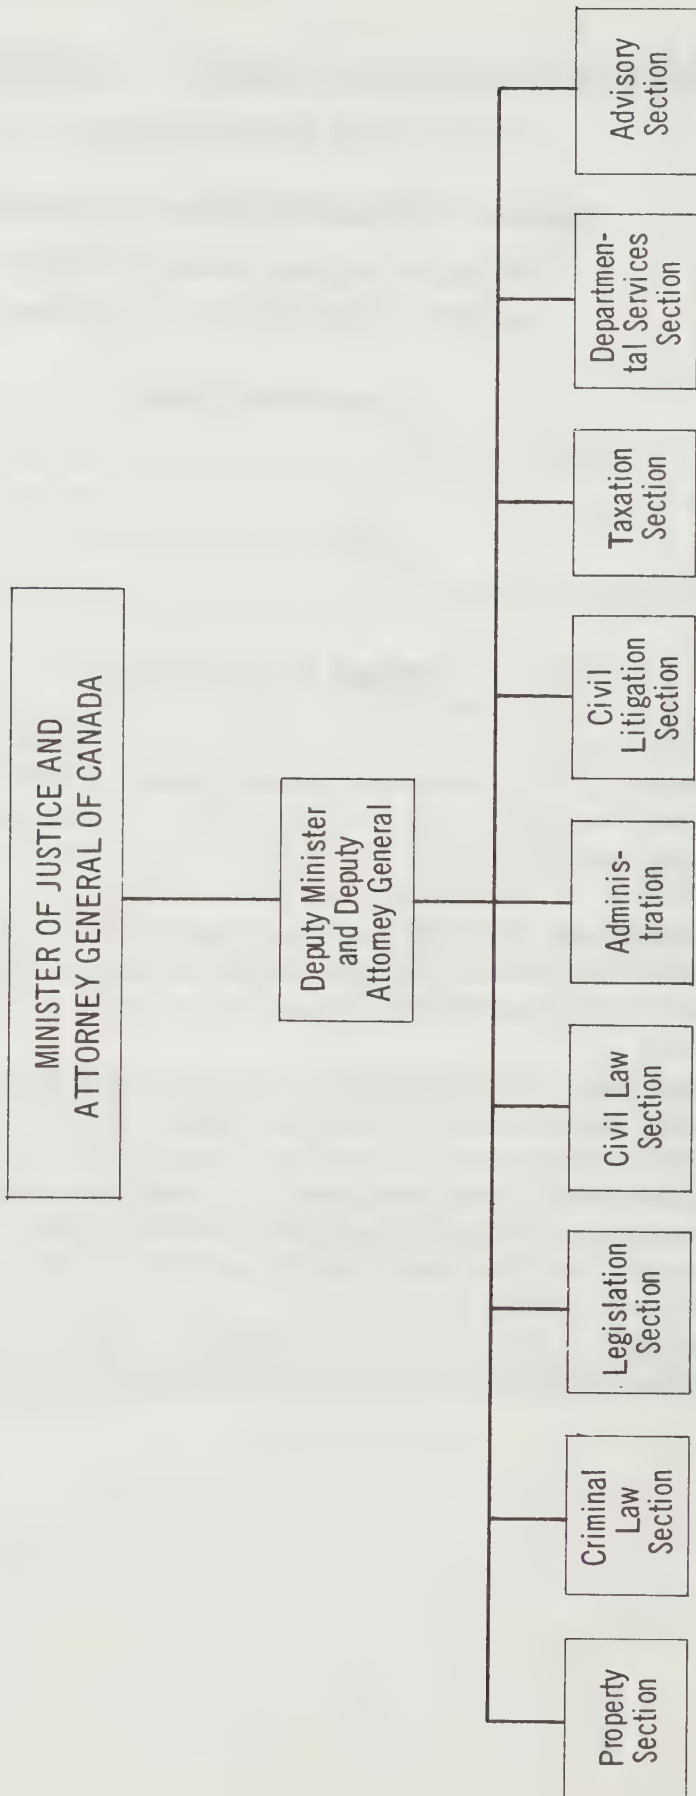 MINISTER OF JUSTICE AND
ATTORNEY GENERAL OF CANADA
Deputy Minister
and Deputy
Attorney General
Property
Section
Criminal
Law
Section
Legislation
Section
Civil Law
Section
Adminis-
tration
Civil
Litigation
Section
Taxation
Section
Departmen-
tal Services
Section
Advisory
Section